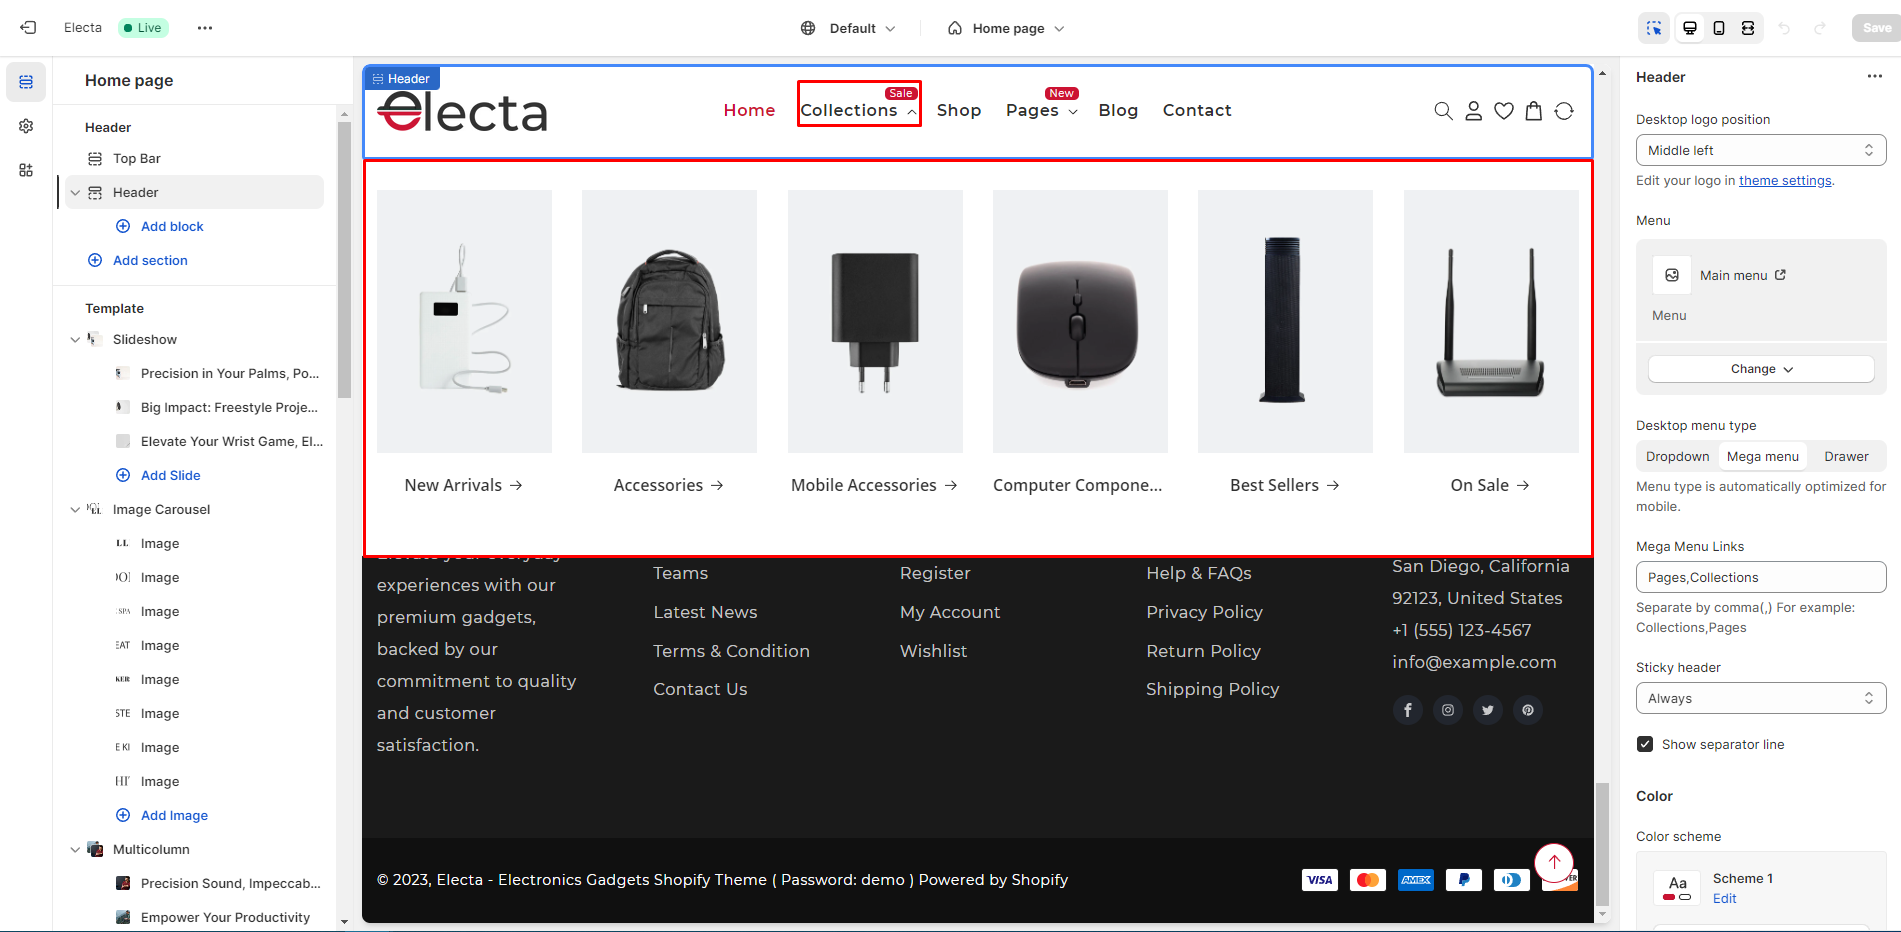 Electa
Live
Default
Home page
Save
Home page
Header
Top Bar
Header
Add block
Add section
Template
Slideshow
Precision in Your Palms, Po...
Big Impact: Freestyle Proje...
Elevate Your Wrist Game, El...
Add Slide
Image Carousel
Image
Image
Image
Image
Image
Image
Image
Image
Add Image
Multicolumn
Precision Sound, Impeccab...
Empower Your Productivity
Header
electa
Home
Collections
Sale
Shop
Pages
New
Blog
Contact
New Arrivals
Accessories
Mobile Accessories
Computer Compone...
Best Sellers
On Sale
experiences with our
premium gadgets,
backed by our
commitment to quality
and customer
satisfaction.
Teams
Latest News
Terms & Condition
Contact Us
Register
My Account
Wishlist
Help & FAQs
Privacy Policy
Return Policy
Shipping Policy
San Diego, California
92123, United States
+1 (555) 123-4567
info@example.com
© 2023, Electa - Electronics Gadgets Shopify Theme ( Password: demo ) Powered by Shopify
VISA
AMEX
Header
Desktop logo position
Middle left
Edit your logo in theme settings.
Menu
Main menu
Menu
Change
Desktop menu type
Dropdown
Mega menu
Drawer
Menu type is automatically optimized for
mobile.
Mega Menu Links
Pages,Collections
Separate by comma(,) For example:
Collections,Pages
Sticky header
Always
Show separator line
Color
Color scheme
Aa
Scheme 1
Edit